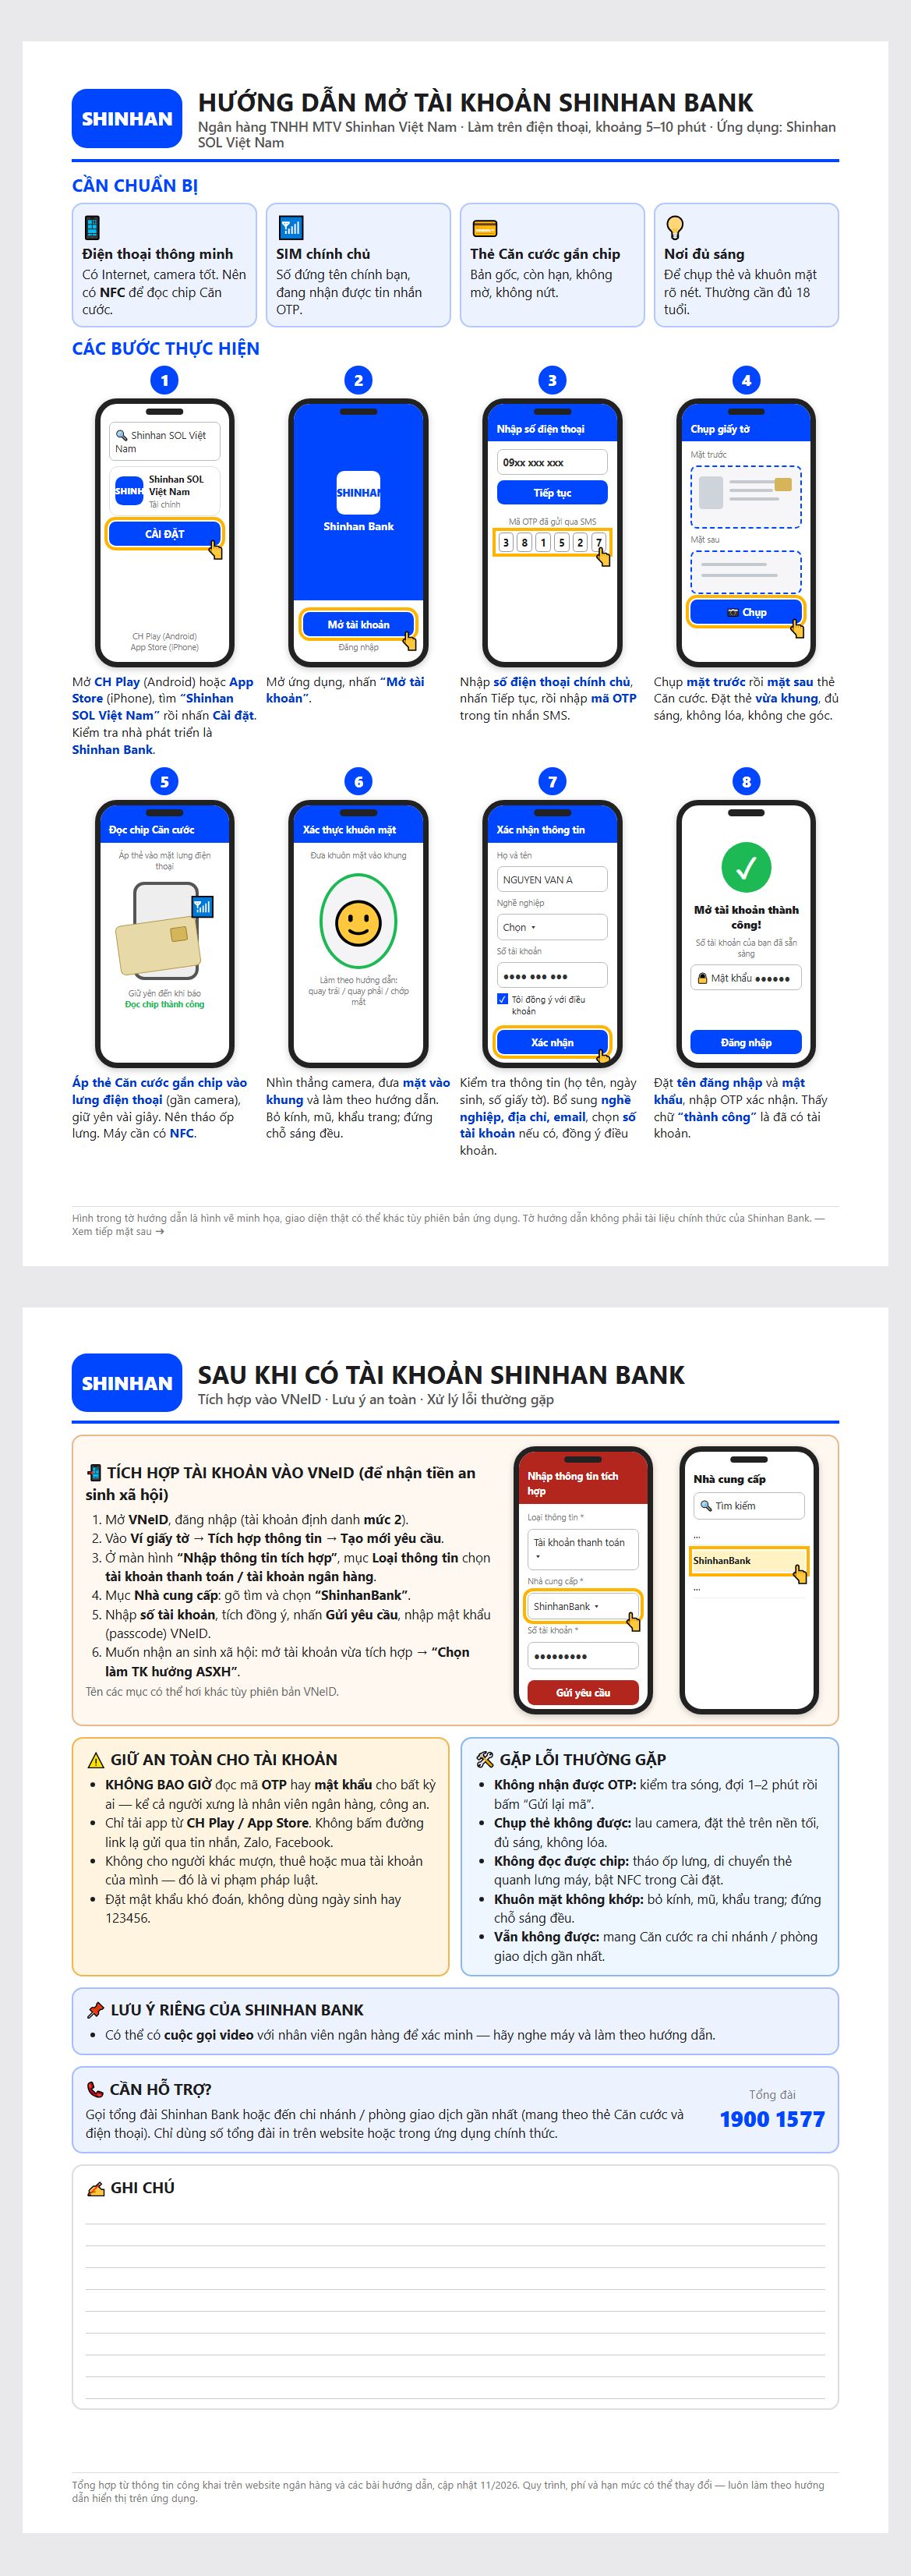 SHINHAN
HƯỚNG DẪN MỞ TÀI KHOẢN SHINHAN BANK
Ngân hàng TNHH MTV Shinhan Việt Nam · Làm trên điện thoại, khoảng 5–10 phút · Ứng dụng: Shinhan
SOL Việt Nam
CẦN CHUẨN BỊ
Điện thoại thông minh
Có Internet, camera tốt. Nên
có NFC để đọc chip Căn
cước.
SIM chính chủ
Số đứng tên chính bạn,
đang nhận được tin nhắn
OTP.
Thẻ Căn cước gắn chip
Bản gốc, còn hạn, không
mờ, không nứt.
Nơi đủ sáng
Để chụp thẻ và khuôn mặt
rõ nét. Thường cần đủ 18
tuổi.
CÁC BƯỚC THỰC HIỆN
1
🔍 Shinhan SOL Việt
Nam
SHINH
Shinhan SOL
Việt Nam
Tài chính
CÀI ĐẶT
CH Play (Android)
App Store (iPhone)
Mở CH Play (Android) hoặc App
Store (iPhone), tìm “Shinhan
SOL Việt Nam” rồi nhấn Cài đặt.
Kiểm tra nhà phát triển là
Shinhan Bank.
2
SHINHAN
Shinhan Bank
Mở tài khoản
Đăng nhập
Mở ứng dụng, nhấn “Mở tài
khoản”.
3
Nhập số điện thoại
09xx xxx xxx
Tiếp tục
Mã OTP đã gửi qua SMS
3 8 1 5 2 7
Nhập số điện thoại chính chủ,
nhấn Tiếp tục, rồi nhập mã OTP
trong tin nhắn SMS.
4
Chụp giấy tờ
Mặt trước
Mặt sau
📷 Chụp
Chụp mặt trước rồi mặt sau thẻ
Căn cước. Đặt thẻ vừa khung, đủ
sáng, không lóa, không che góc.
5
Đọc chip Căn cước
Áp thẻ vào mặt lưng điện
thoại
Giữ yên đến khi báo
Đọc chip thành công
Áp thẻ Căn cước gắn chip vào
lưng điện thoại (gần camera),
giữ yên vài giây. Nên tháo ốp
lưng. Máy cần có NFC.
6
Xác thực khuôn mặt
Đưa khuôn mặt vào khung
Làm theo hướng dẫn:
quay trái / quay phải / chớp
mắt
Nhìn thẳng camera, đưa mặt vào
khung và làm theo hướng dẫn.
Bỏ kính, mũ, khẩu trang; đứng
chỗ sáng đều.
7
Xác nhận thông tin
Họ và tên
NGUYEN VAN A
Nghề nghiệp
Chọn ▾
Số tài khoản
●●●● ●●● ●●●
✓ Tôi đồng ý với điều
khoản
Xác nhận
Kiểm tra thông tin (họ tên, ngày
sinh, số giấy tờ). Bổ sung nghề
nghiệp, địa chỉ, email, chọn số
tài khoản nếu có, đồng ý điều
khoản.
8
✓
Mở tài khoản thành
công!
Số tài khoản của bạn đã sẵn
sàng
🔒 Mật khẩu ●●●●●●
Đăng nhập
Đặt tên đăng nhập và mật
khẩu, nhập OTP xác nhận. Thấy
chữ “thành công” là đã có tài
khoản.
Hình trong tờ hướng dẫn là hình vẽ minh họa, giao diện thật có thể khác tùy phiên bản ứng dụng. Tờ hướng dẫn không phải tài liệu chính thức của Shinhan Bank. —
Xem tiếp mặt sau →
SHINHAN
SAU KHI CÓ TÀI KHOẢN SHINHAN BANK
Tích hợp vào VNeID · Lưu ý an toàn · Xử lý lỗi thường gặp
📲 TÍCH HỢP TÀI KHOẢN VÀO VNeID (để nhận tiền an
sinh xã hội)
1. Mở VNeID, đăng nhập (tài khoản định danh mức 2).
2. Vào Ví giấy tờ → Tích hợp thông tin → Tạo mới yêu cầu.
3. Ở màn hình “Nhập thông tin tích hợp”, mục Loại thông tin chọn
tài khoản thanh toán / tài khoản ngân hàng.
4. Mục Nhà cung cấp: gõ tìm và chọn “ShinhanBank”.
5. Nhập số tài khoản, tích đồng ý, nhấn Gửi yêu cầu, nhập mật khẩu
(passcode) VNeID.
6. Muốn nhận an sinh xã hội: mở tài khoản vừa tích hợp → “Chọn
làm TK hưởng ASXH”.
Tên các mục có thể hơi khác tùy phiên bản VNeID.
Nhập thông tin tích
hợp
Loại thông tin *
Tài khoản thanh toán
▾
Nhà cung cấp *
ShinhanBank ▾
Số tài khoản *
●●●●●●●●●
Gửi yêu cầu
Nhà cung cấp
🔍 Tìm kiếm
...
ShinhanBank
...
⚠ GIỮ AN TOÀN CHO TÀI KHOẢN
• KHÔNG BAO GIỜ đọc mã OTP hay mật khẩu cho bất kỳ
ai — kể cả người xưng là nhân viên ngân hàng, công an.
• Chỉ tải app từ CH Play / App Store. Không bấm đường
link lạ gửi qua tin nhắn, Zalo, Facebook.
• Không cho người khác mượn, thuê hoặc mua tài khoản
của mình — đó là vi phạm pháp luật.
• Đặt mật khẩu khó đoán, không dùng ngày sinh hay
123456.
🛠 GẶP LỖI THƯỜNG GẶP
• Không nhận được OTP: kiểm tra sóng, đợi 1–2 phút rồi
bấm “Gửi lại mã”.
• Chụp thẻ không được: lau camera, đặt thẻ trên nền tối,
đủ sáng, không lóa.
• Không đọc được chip: tháo ốp lưng, di chuyển thẻ
quanh lưng máy, bật NFC trong Cài đặt.
• Khuôn mặt không khớp: bỏ kính, mũ, khẩu trang; đứng
chỗ sáng đều.
• Vẫn không được: mang Căn cước ra chi nhánh / phòng
giao dịch gần nhất.
📌 LƯU Ý RIÊNG CỦA SHINHAN BANK
• Có thể có cuộc gọi video với nhân viên ngân hàng để xác minh — hãy nghe máy và làm theo hướng dẫn.
📞 CẦN HỖ TRỢ?
Gọi tổng đài Shinhan Bank hoặc đến chi nhánh / phòng giao dịch gần nhất (mang theo thẻ Căn cước và
điện thoại). Chỉ dùng số tổng đài in trên website hoặc trong ứng dụng chính thức.
Tổng đài
1900 1577
✍ GHI CHÚ
Tổng hợp từ thông tin công khai trên website ngân hàng và các bài hướng dẫn, cập nhật 11/2026. Quy trình, phí và hạn mức có thể thay đổi — luôn làm theo hướng
dẫn hiển thị trên ứng dụng.